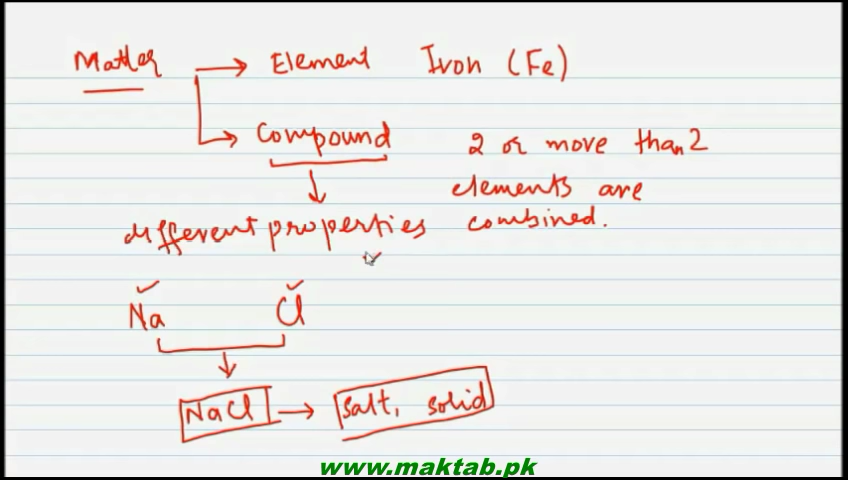 Matter → Element Iron (Fe)
→ Compound 2 or more than 2
elements are
combined.
different properties
Na Cl
NaCl → salt, solid
www.maktab.pk